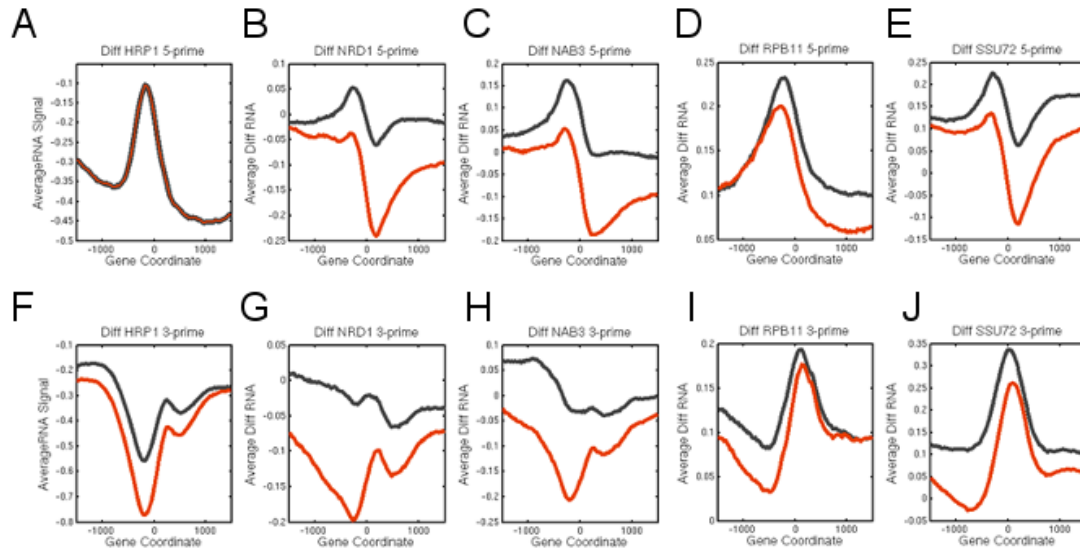 A B C D E
Diff HRP1 5-prime Diff NRD1 5-prime Diff NAB3 5-prime Diff RPB11 5-prime Diff SSU72 5-prime
AverageRNA Signal
-0.1
-0.15
-0.2
-0.25
-0.3
-0.35
-0.4
-0.45
-0.5
-1000 0 1000
Gene Coordinate
Average Diff RNA
0.1
0.05
0
-0.05
-0.1
-0.15
-0.2
-0.25
-1000 0 1000
Gene Coordinate
Average Diff RNA
0.2
0.15
0.1
0.05
0
-0.05
-0.1
-0.15
-0.2
-1000 0 1000
Gene Coordinate
Average Diff RNA
0.25
0.2
0.15
0.1
0.05
-1000 0 1000
Gene Coordinate
Average Diff RNA
0.25
0.2
0.15
0.1
0.05
0
-0.05
-0.1
-0.15
-1000 0 1000
Gene Coordinate
F G H I J
Diff HRP1 3-prime Diff NRD1 3-prime Diff NAB3 3-prime Diff RPB11 3-prime Diff SSU72 3-prime
AverageRNA Signal
-0.1
-0.2
-0.3
-0.4
-0.5
-0.6
-0.7
-0.8
-1000 0 1000
Gene Coordinate
Average Diff RNA
0.05
0
-0.05
-0.1
-0.15
-0.2
-1000 0 1000
Gene Coordinate
Average Diff RNA
0.1
0.05
0
-0.05
-0.1
-0.15
-0.2
-0.25
-1000 0 1000
Gene Coordinate
Average Diff RNA
0.2
0.15
0.1
0.05
0
-1000 0 1000
Gene Coordinate
Average Diff RNA
0.35
0.3
0.25
0.2
0.15
0.1
0.05
0
-0.05
-1000 0 1000
Gene Coordinate